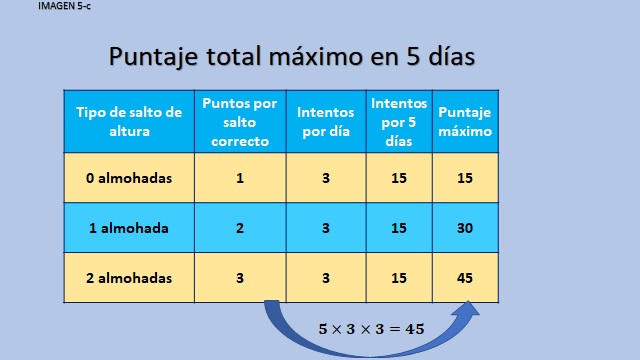 IMAGEN 5-c
Puntaje total máximo en 5 días
Tipo de salto de altura | Puntos por salto correcto | Intentos por día | Intentos por 5 días | Puntaje máximo
0 almohadas | 1 | 3 | 15 | 15
1 almohada | 2 | 3 | 15 | 30
2 almohadas | 3 | 3 | 15 | 45
5 × 3 × 3 = 45